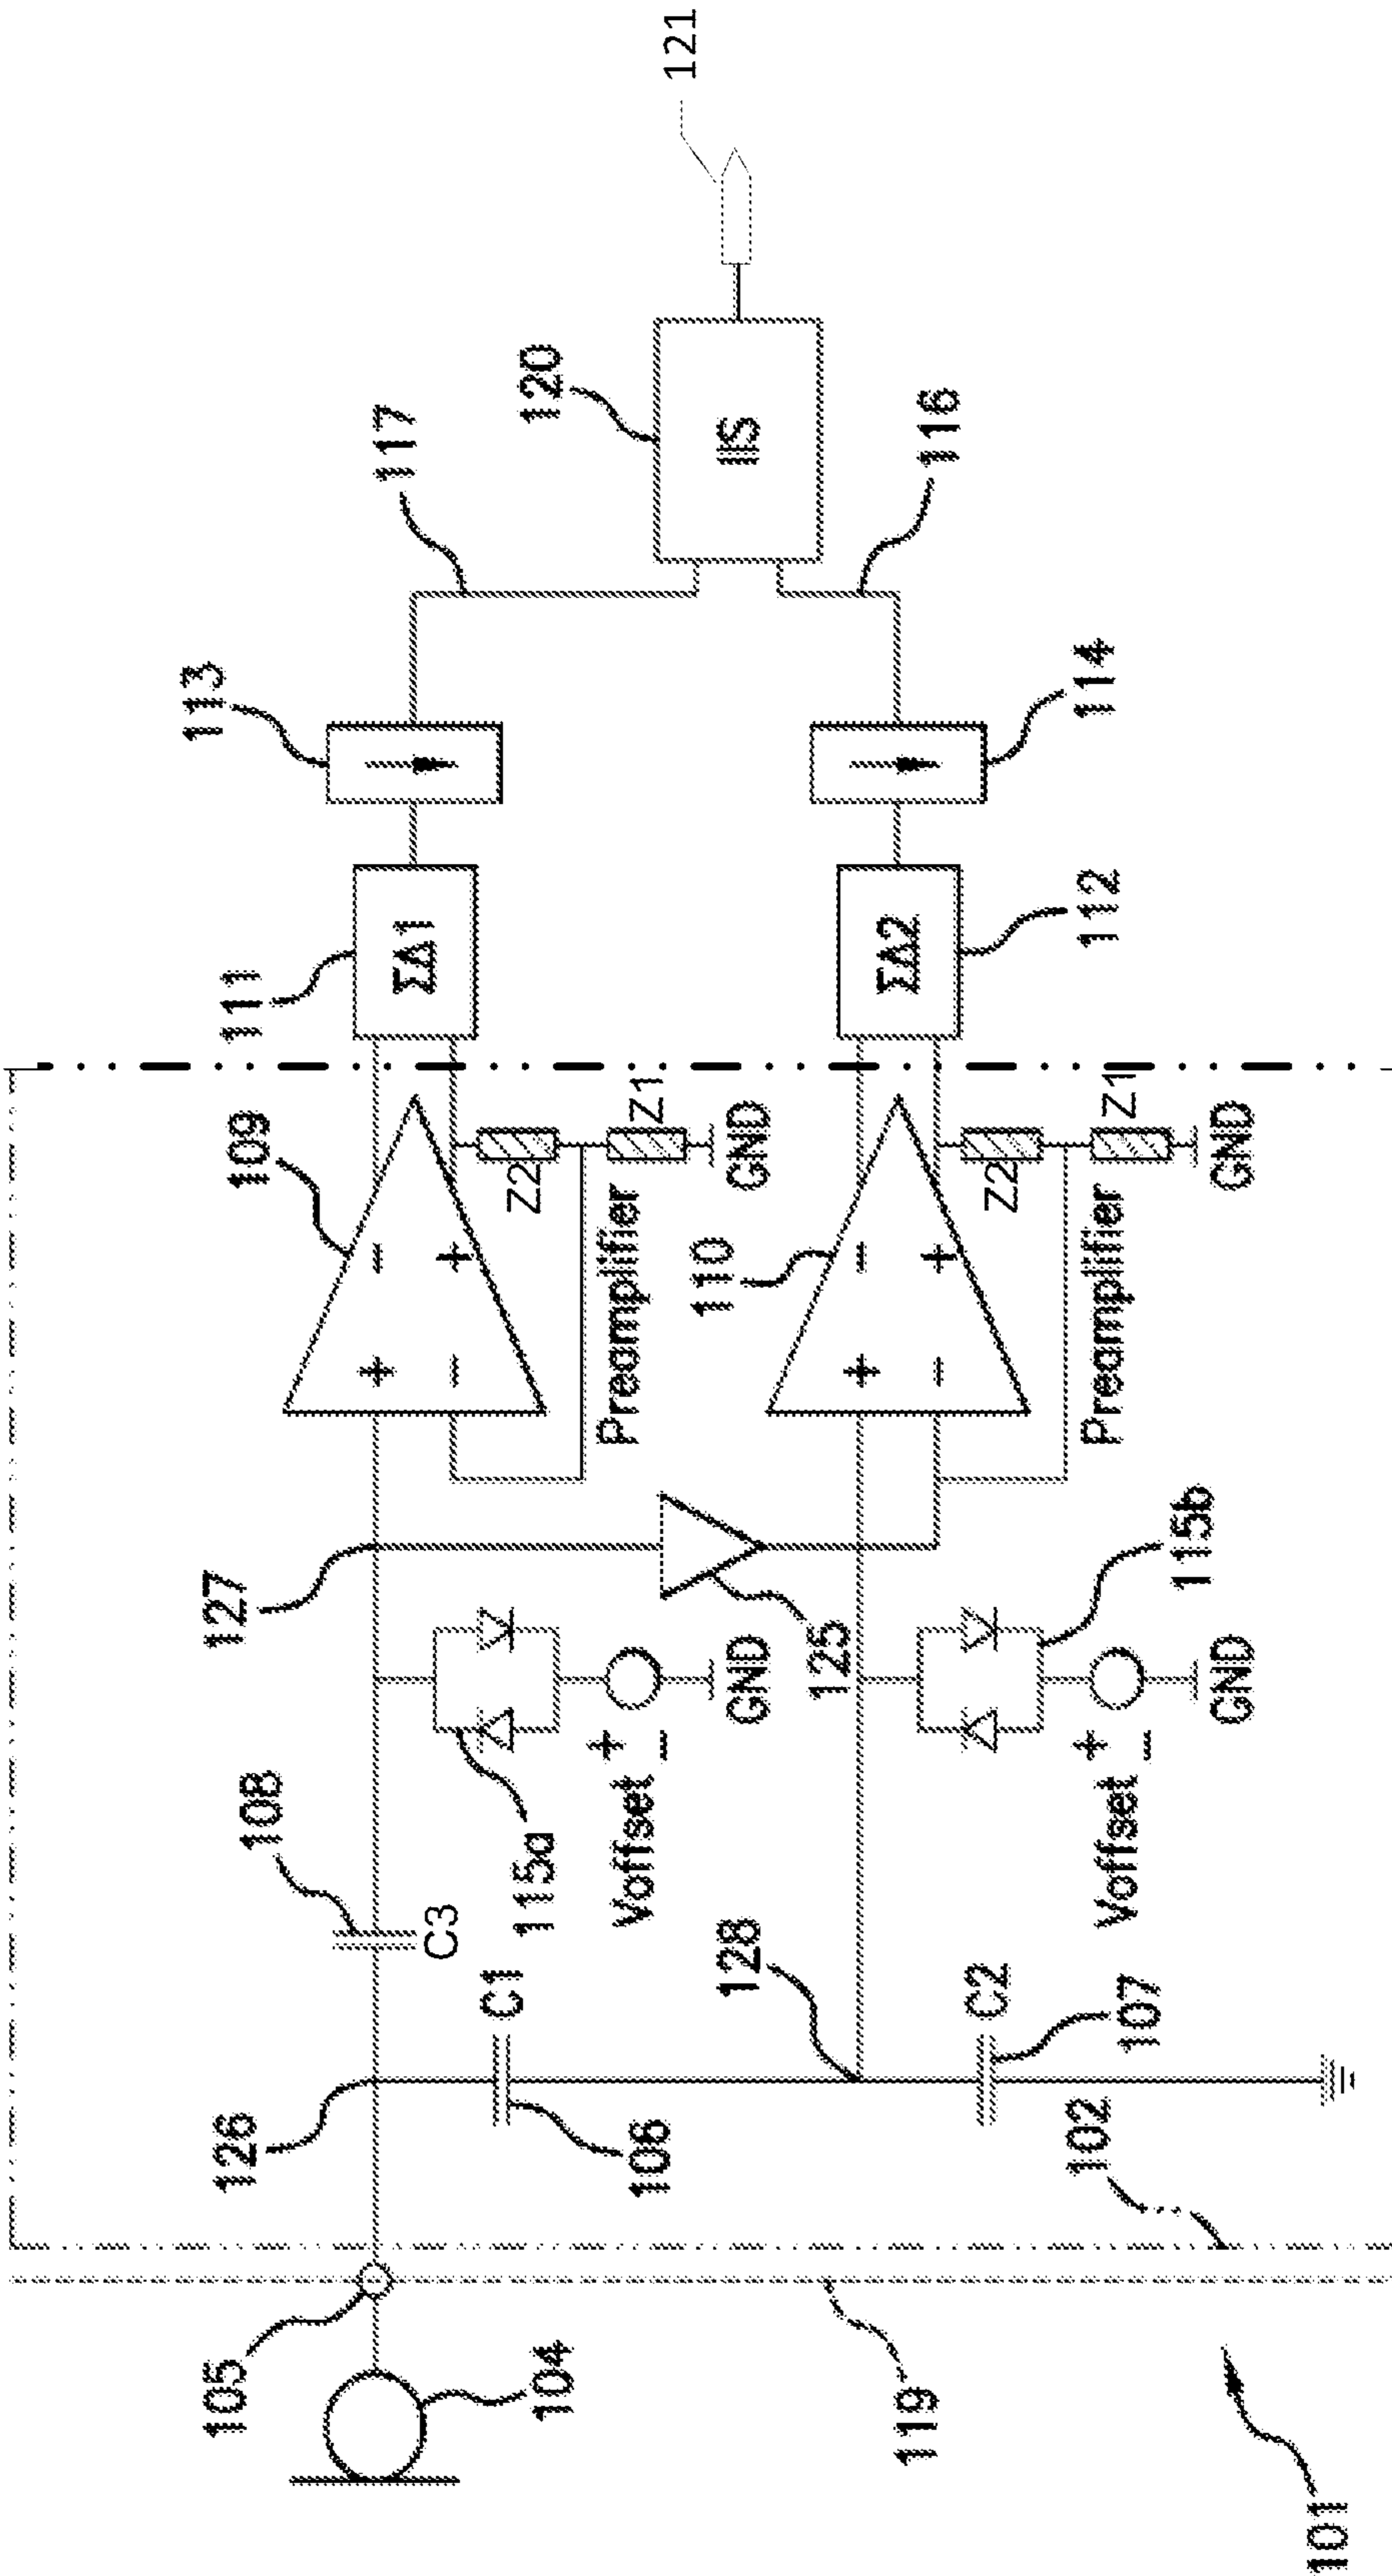 101
119
102
104
105
126
106
C1
128
C2
107
108
C3
127
115a
Voffset
+
-
GND
125
115b
Voffset
+
-
GND
109
+
-
-
+
Preamplifier
Z2
Z1
GND
110
+
-
-
+
Preamplifier
Z2
Z1
GND
111
ΣΔ1
ΣΔ2
112
113
114
117
116
120
IIS
121